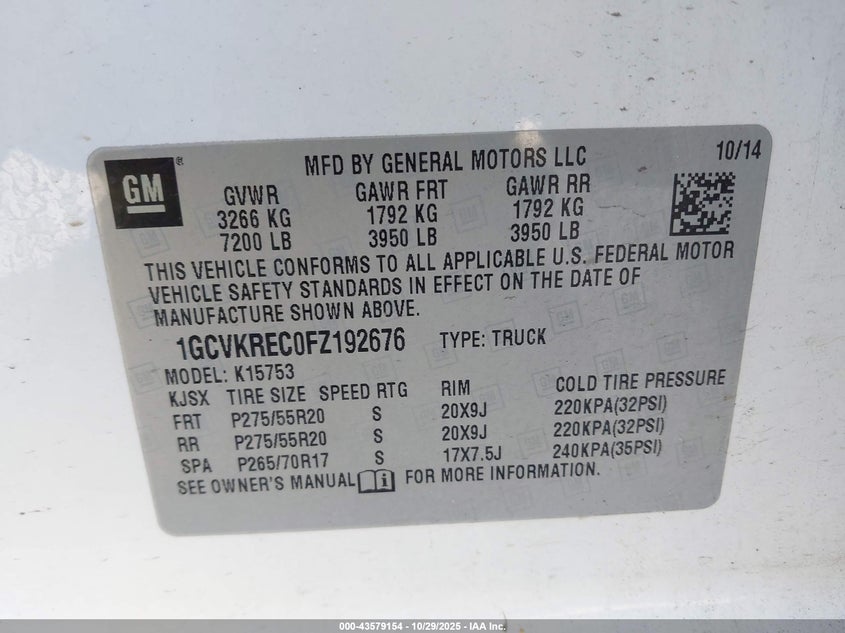 GM
MFD BY GENERAL MOTORS LLC 10/14
GVWR GAWR FRT GAWR RR
3266 KG 1792 KG 1792 KG
7200 LB 3950 LB 3950 LB
THIS VEHICLE CONFORMS TO ALL APPLICABLE U.S. FEDERAL MOTOR
VEHICLE SAFETY STANDARDS IN EFFECT ON THE DATE OF
MANUFACTURE SHOWN ABOVE.
1GCVKREC0FZ192676 TYPE: TRUCK
MODEL: K15753
KJSX TIRE SIZE SPEED RTG RIM COLD TIRE PRESSURE
FRT P275/55R20 S 20X9J 220KPA(32PSI)
RR P275/55R20 S 20X9J 220KPA(32PSI)
SPA P265/70R17 S 17X7.5J 240KPA(35PSI)
SEE OWNER'S MANUAL i FOR MORE INFORMATION.
000-43579154 - 10/29/2025 - IAA Inc.